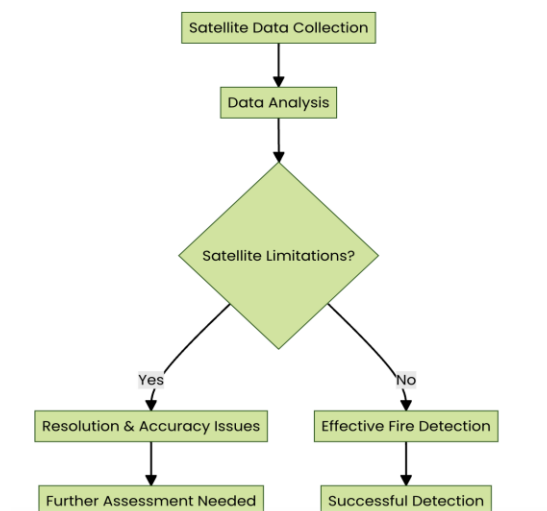 Satellite Data Collection
Data Analysis
Satellite Limitations?
Yes
No
Resolution & Accuracy Issues
Effective Fire Detection
Further Assessment Needed
Successful Detection